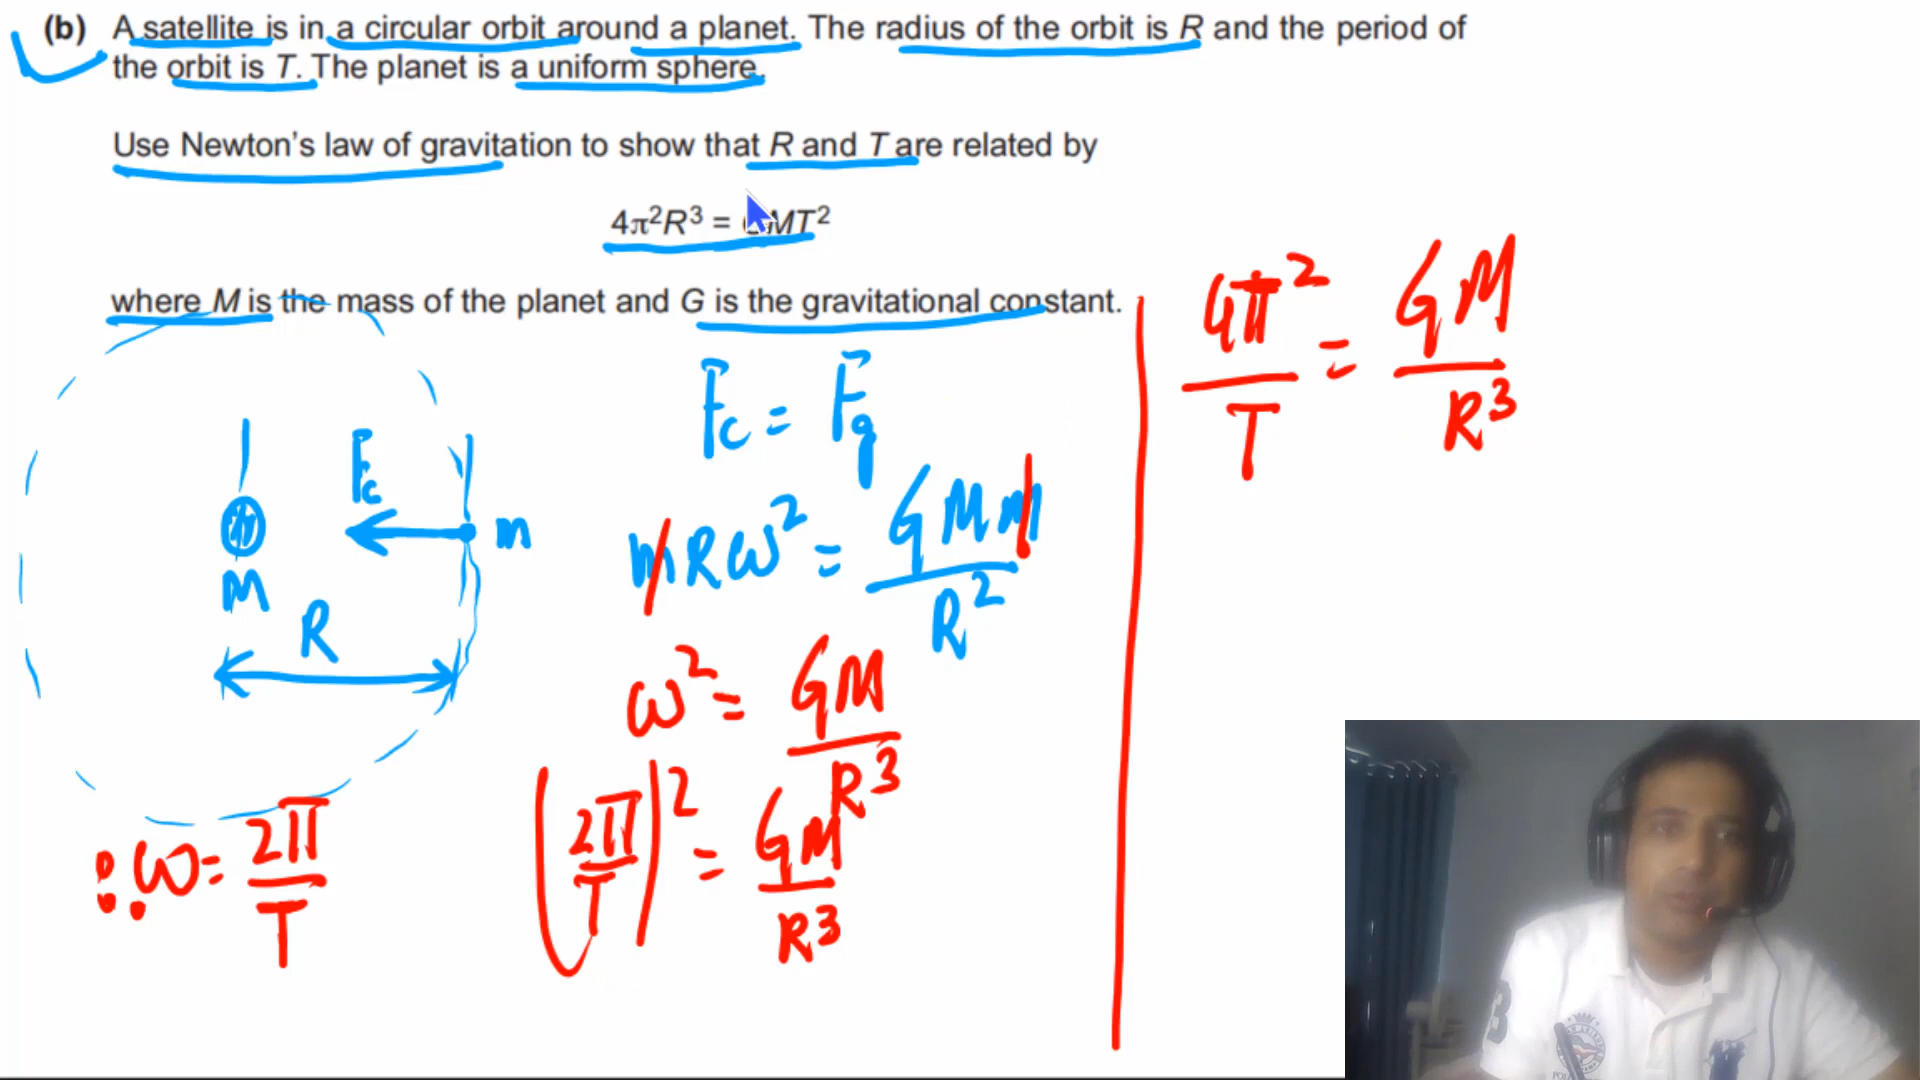 (b) A satellite is in a circular orbit around a planet. The radius of the orbit is R and the period of
the orbit is T. The planet is a uniform sphere.
Use Newton's law of gravitation to show that R and T are related by
4π²R³ = GMT²
where M is the mass of the planet and G is the gravitational constant.
Fc = Fg
mRω² = GMm/R²
ω² = GM/R³
(2π/T)² = GM/R³
Fc
m
M
R
∵ ω = 2π/T
4π²/T = GM/R³
3